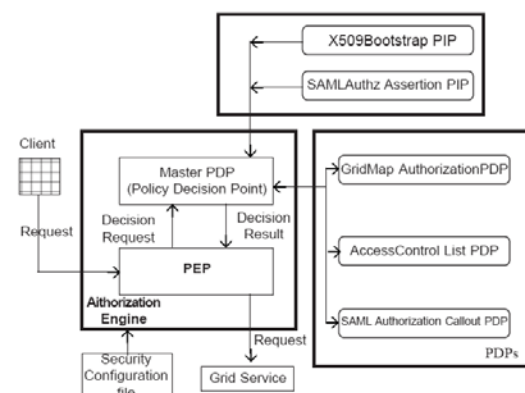 X509Bootstrap PIP
SAMLAuthz Assertion PIP
Client
Request
Master PDP
(Policy Decision Point)
Decision
Request
Decision
Result
PEP
Aithorization
Engine
GridMap AuthorizationPDP
AccessControl List PDP
SAML Authorization Callout PDP
PDPs
Request
Security
Configuration
file
Grid Service